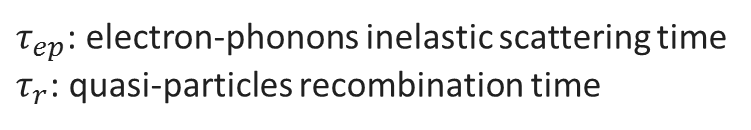 τ_ep: electron-phonons inelastic scattering time
τ_r: quasi-particles recombination time